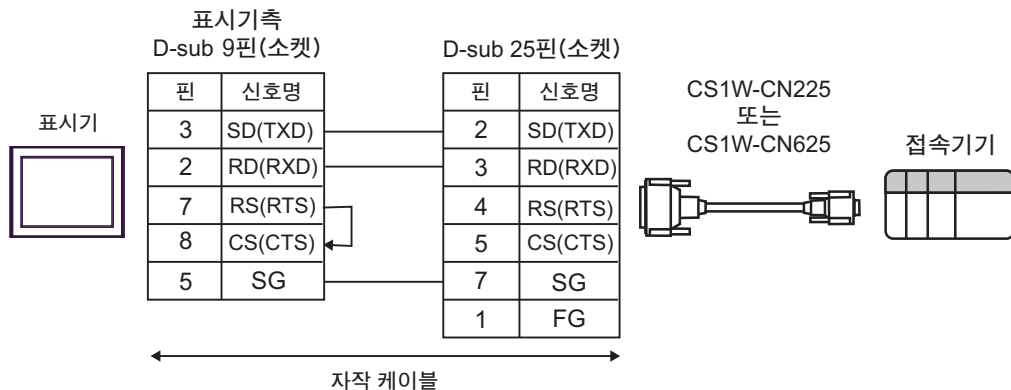 표시기측
D-sub 9핀(소켓)
D-sub 25핀(소켓)
핀 신호명
3 SD(TXD)
2 RD(RXD)
7 RS(RTS)
8 CS(CTS)
5 SG
핀 신호명
2 SD(TXD)
3 RD(RXD)
4 RS(RTS)
5 CS(CTS)
7 SG
1 FG
표시기
CS1W-CN225
또는
CS1W-CN625
접속기기
자작 케이블